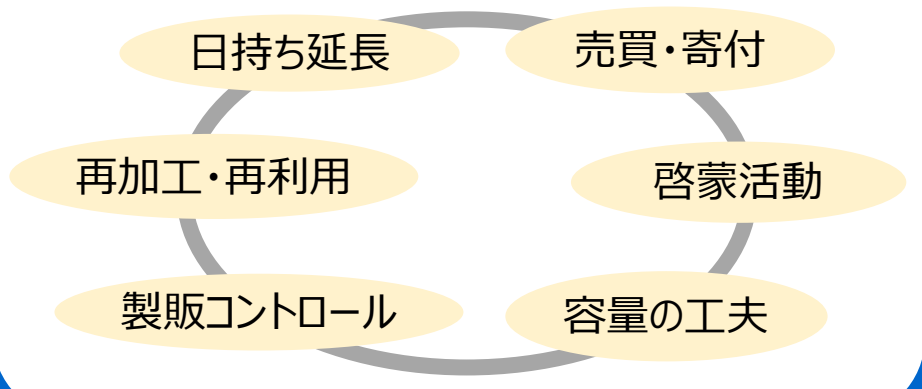 日持ち延長
売買・寄付
再加工・再利用
啓蒙活動
製販コントロール
容量の工夫